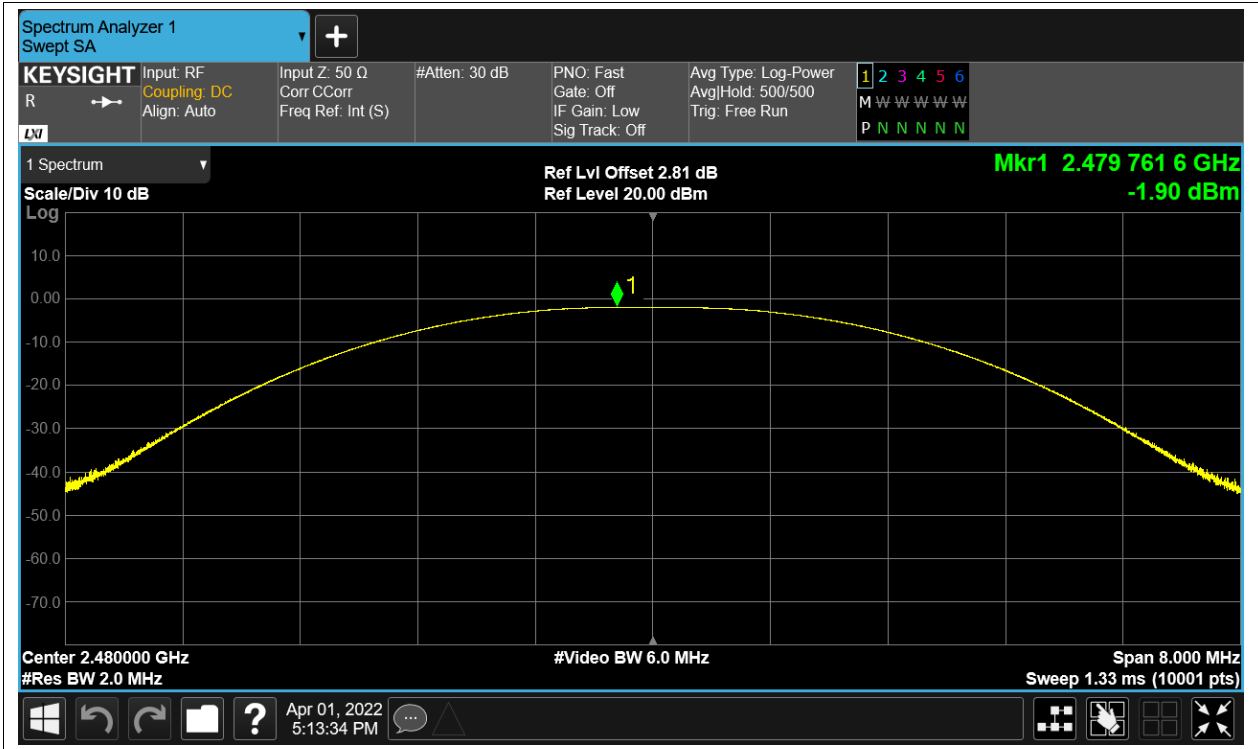 Spectrum Analyzer 1
Swept SA
KEYSIGHT
R
LXI
Input: RF
Coupling: DC
Align: Auto
Input Z: 50 Ω
Corr CCorr
Freq Ref: Int (S)
#Atten: 30 dB
PNO: Fast
Gate: Off
IF Gain: Low
Sig Track: Off
Avg Type: Log-Power
Avg|Hold: 500/500
Trig: Free Run
1 2 3 4 5 6
M W W W W W W
P N N N N N
1 Spectrum
Scale/Div 10 dB
Log
Ref Lvl Offset 2.81 dB
Ref Level 20.00 dBm
Mkr1 2.479 761 6 GHz
-1.90 dBm
10.0
0.00
-10.0
-20.0
-30.0
-40.0
-50.0
-60.0
-70.0
1
Center 2.480000 GHz
#Res BW 2.0 MHz
#Video BW 6.0 MHz
Span 8.000 MHz
Sweep 1.33 ms (10001 pts)
?
Apr 01, 2022
5:13:34 PM